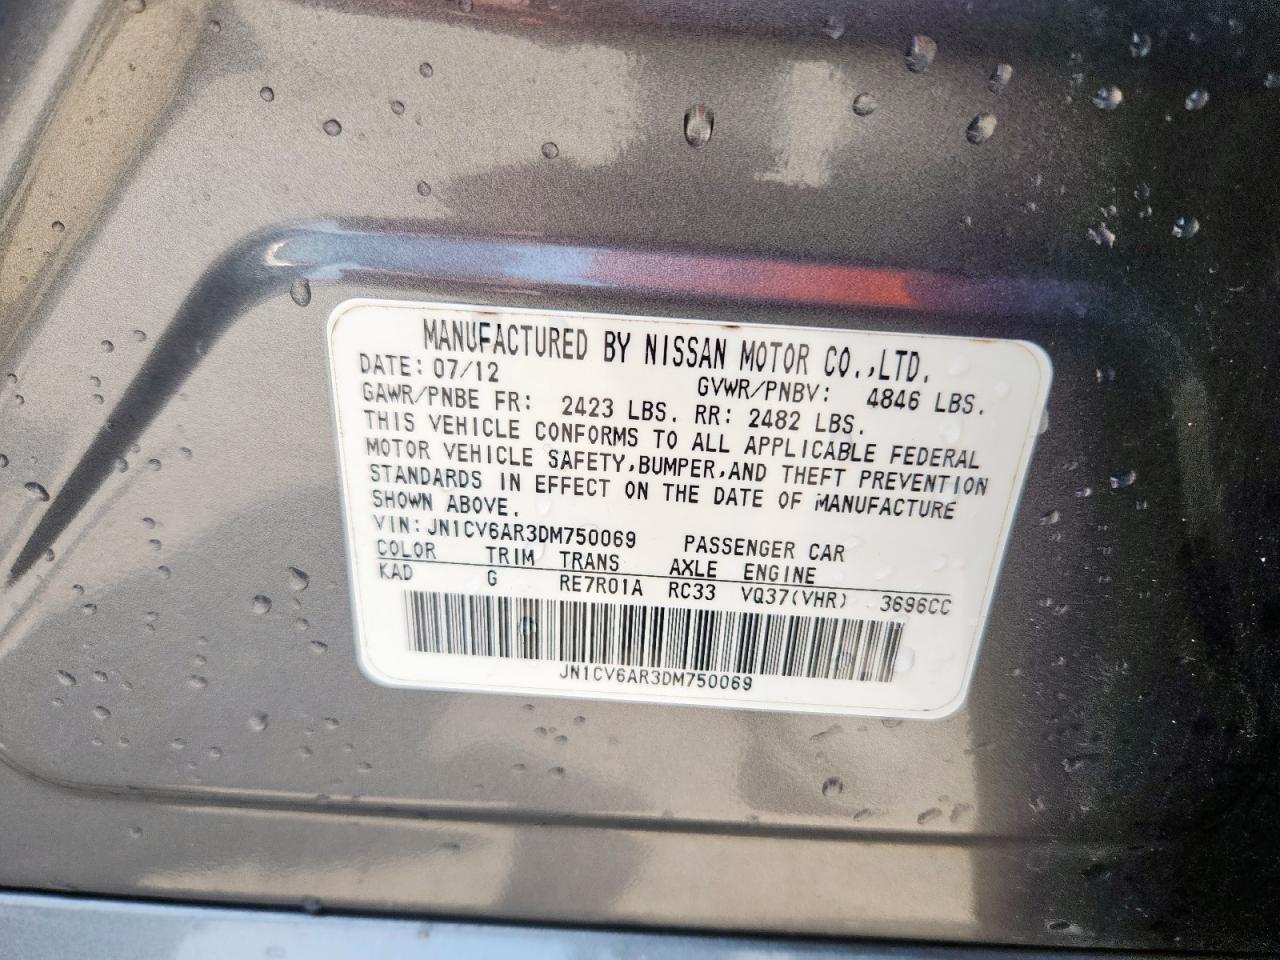 MANUFACTURED BY NISSAN MOTOR CO.,LTD.
DATE: 07/12 GVWR/PNBV: 4846 LBS.
GAWR/PNBE FR: 2423 LBS. RR: 2482 LBS.
THIS VEHICLE CONFORMS TO ALL APPLICABLE FEDERAL
MOTOR VEHICLE SAFETY,BUMPER,AND THEFT PREVENTION
STANDARDS IN EFFECT ON THE DATE OF MANUFACTURE
SHOWN ABOVE.
VIN: JN1CV6AR3DM750069 PASSENGER CAR
COLOR TRIM TRANS AXLE ENGINE
KAD G RE7R01A RC33 VQ37(VHR) 3696CC
JN1CV6AR3DM750069